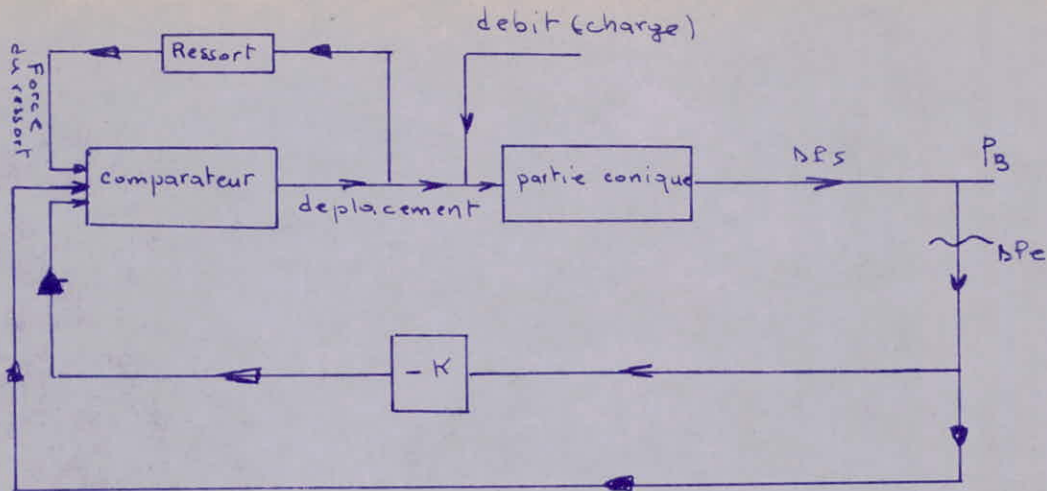 debit (charge)
Ressort
Force
du ressort
comparateur
deplacement
partie conique
ΔPS
PB
ΔPe
- K